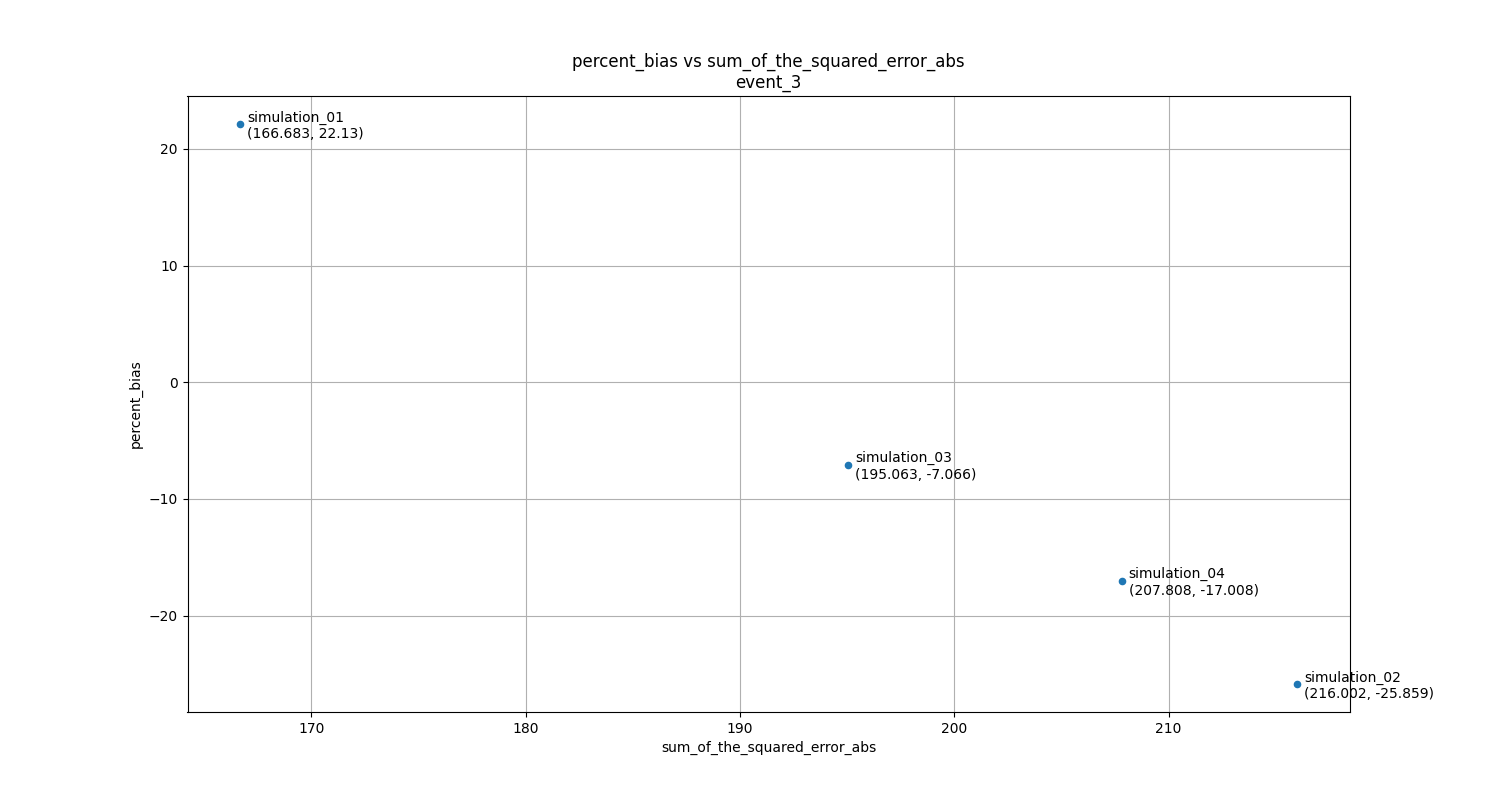 percent_bias vs sum_of_the_squared_error_abs
event_3
simulation_01
(166.683, 22.13)
20
10
percent_bias
0
simulation_03
(195.063, -7.066)
−10
simulation_04
(207.808, -17.008)
−20
simulation_02
(216.002, -25.859)
170
180
190
200
210
sum_of_the_squared_error_abs